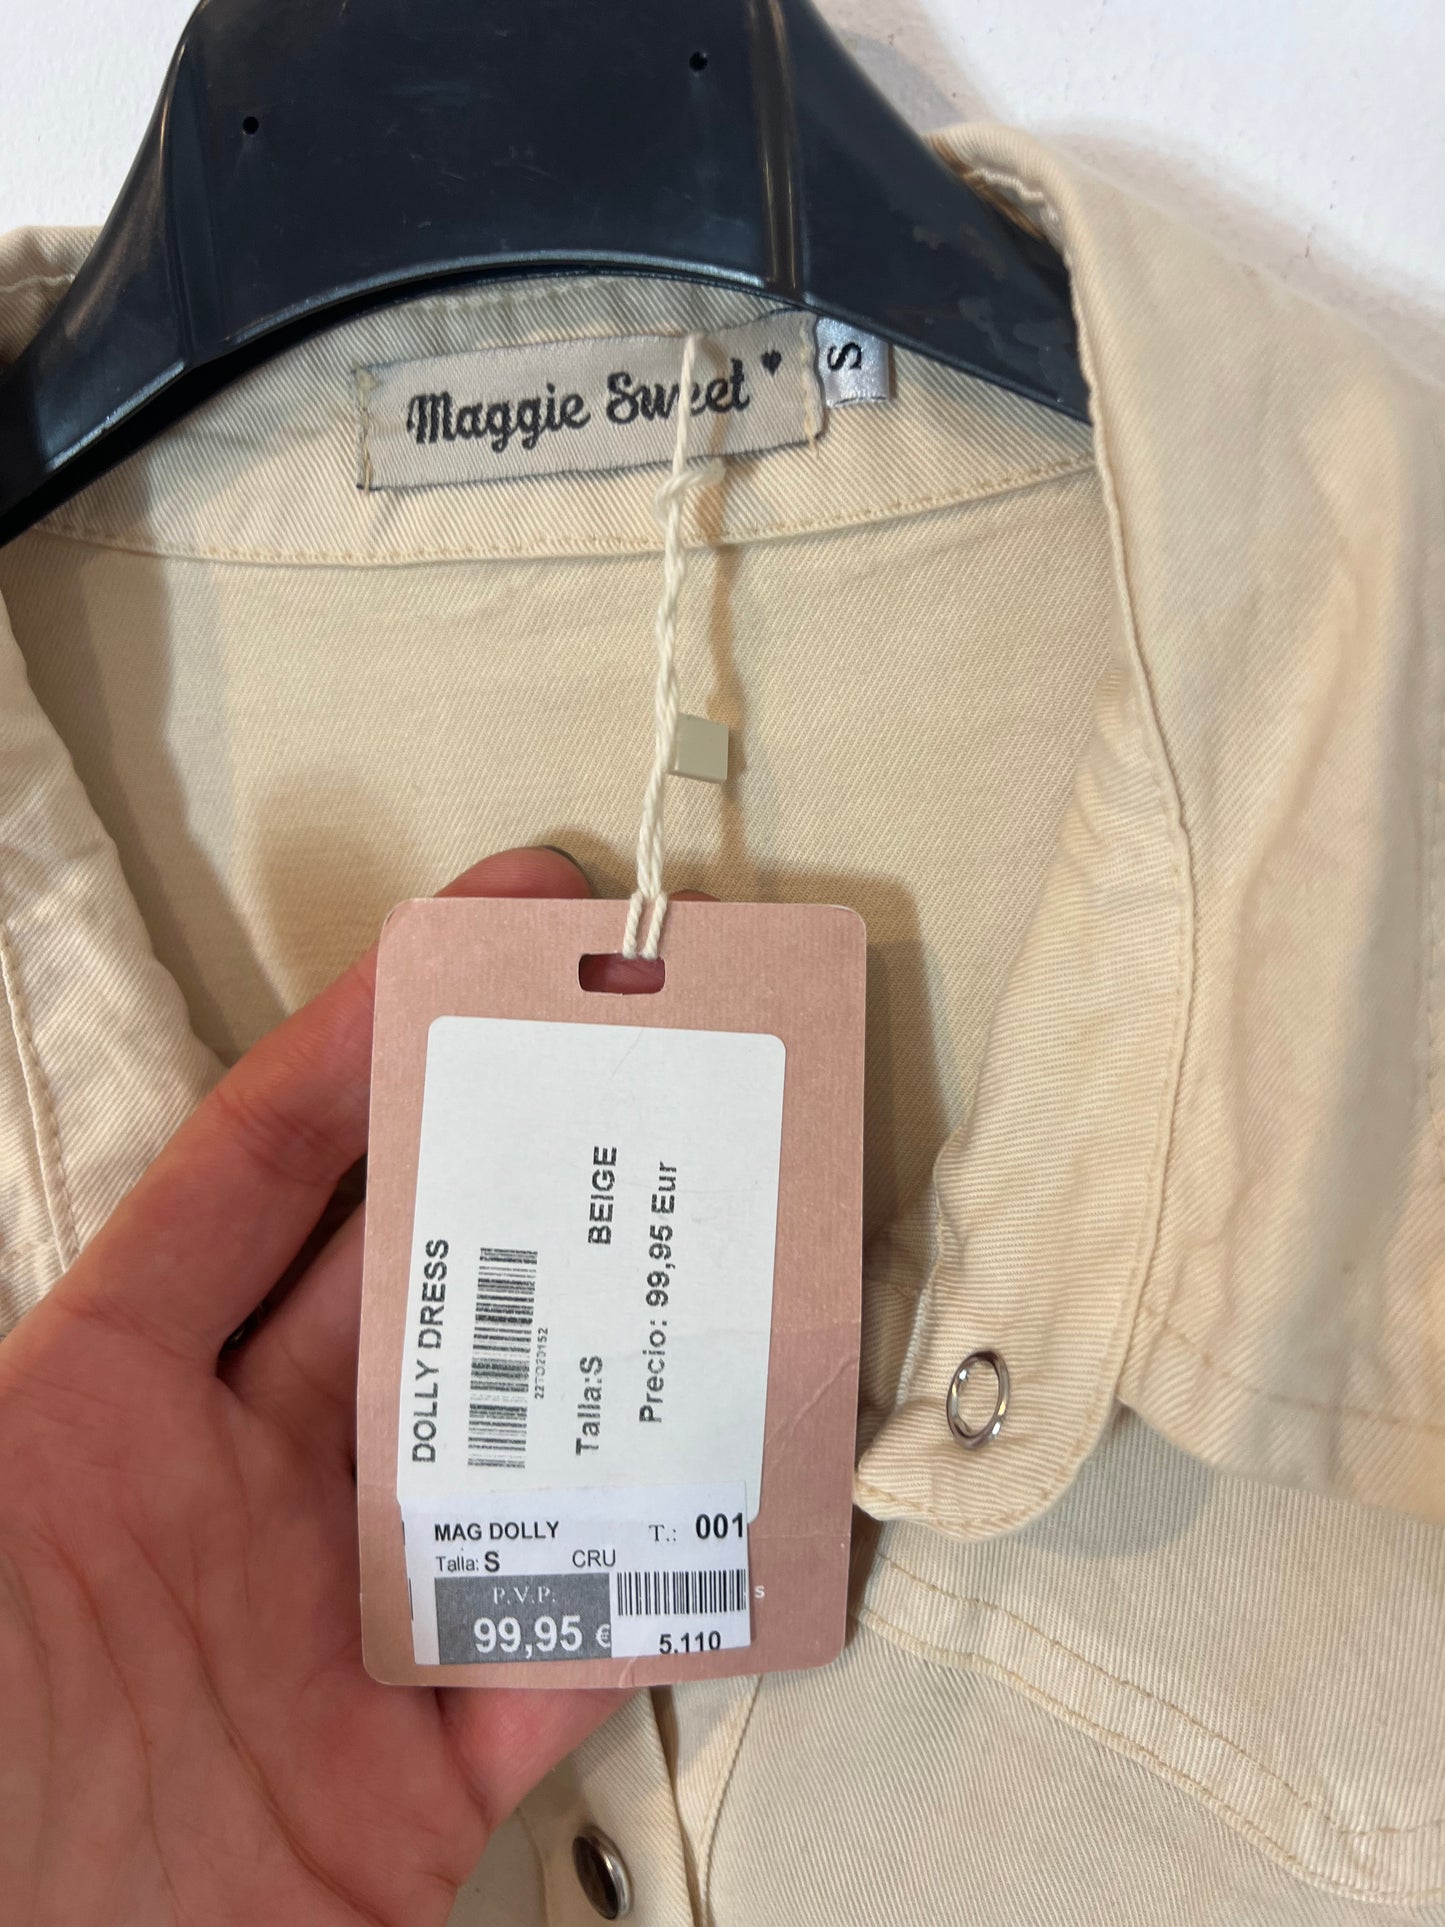 Maggie Sweet
S
DOLLY DRESS
22TO20152
Talla:S BEIGE
Precio: 99,95 Eur
MAG DOLLY T.: 001
Talla: S CRU
P.V.P.
99,95 €
5.110
s